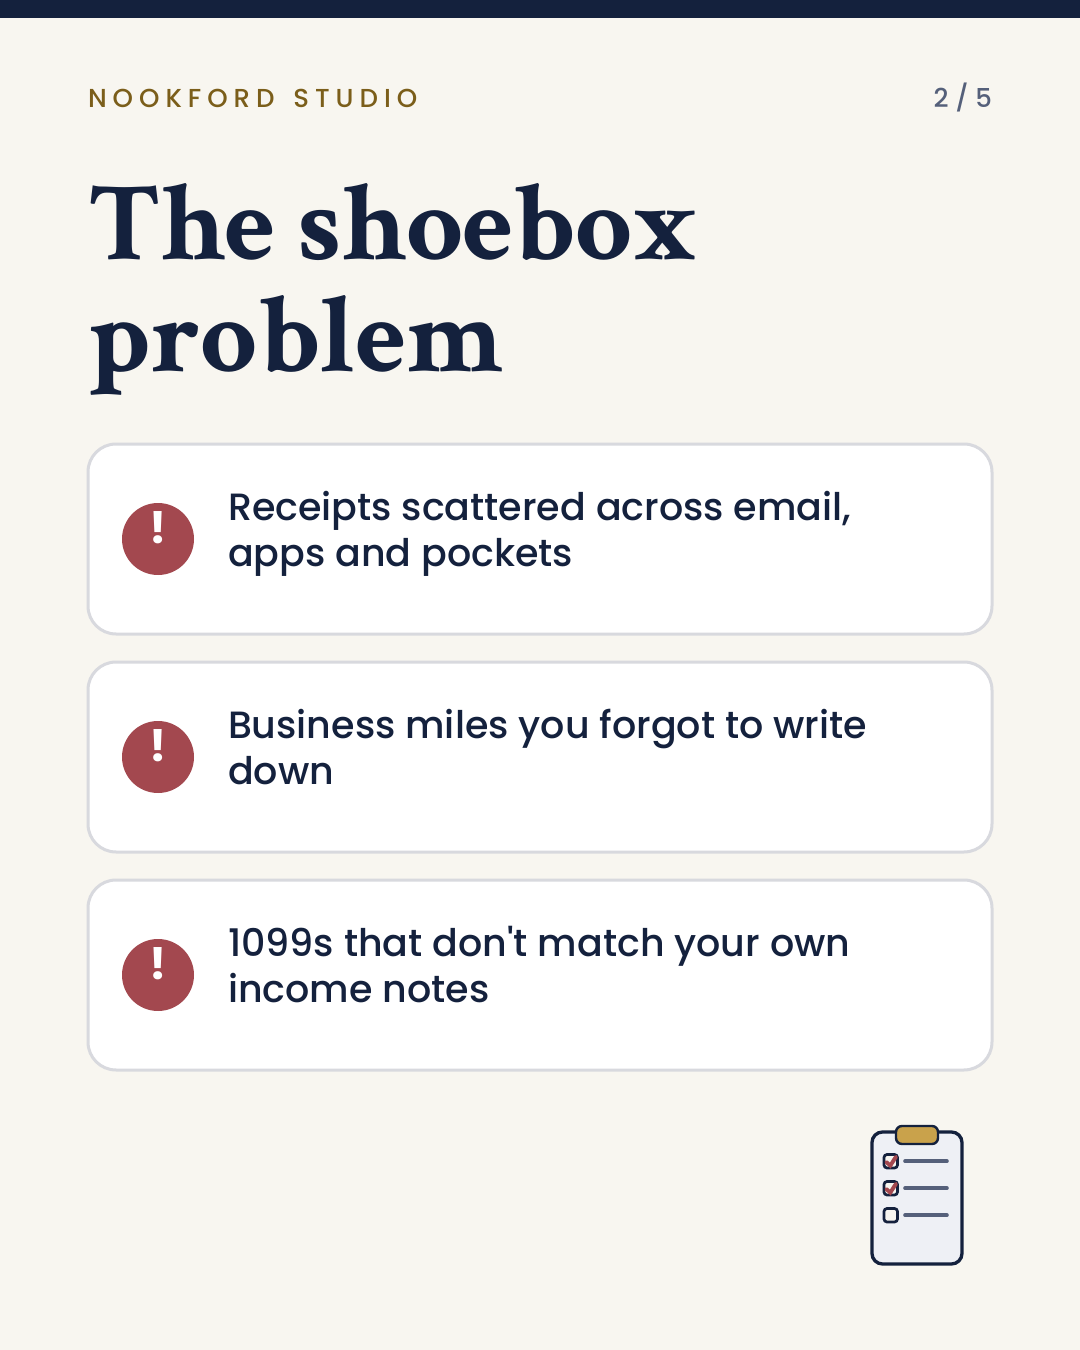 NOOKFORD STUDIO
2 / 5
The shoebox
problem
!
Receipts scattered across email,
apps and pockets
!
Business miles you forgot to write
down
!
1099s that don't match your own
income notes